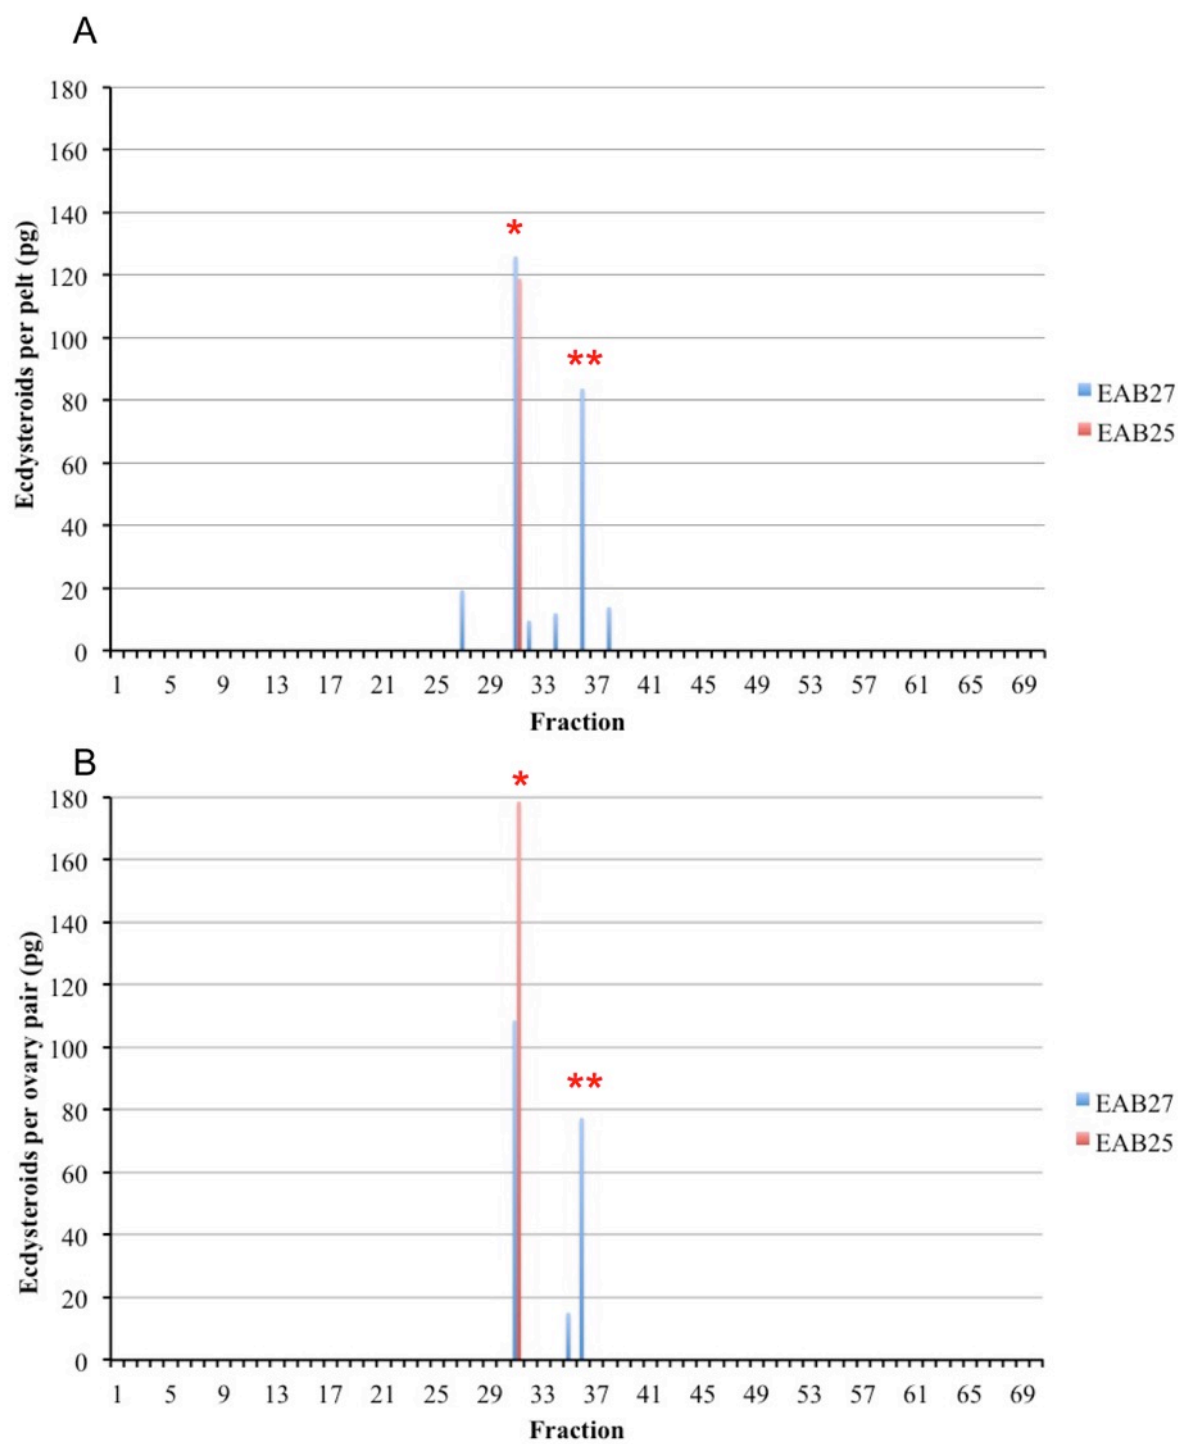 A
180
160
140
120
100
80
60
40
20
0
Ecdysteroids per pelt (pg)
*
**
EAB27
EAB25
1 5 9 13 17 21 25 29 33 37 41 45 49 53 57 61 65 69
Fraction
B
180
160
140
120
100
80
60
40
20
0
Ecdysteroids per ovary pair (pg)
*
**
EAB27
EAB25
1 5 9 13 17 21 25 29 33 37 41 45 49 53 57 61 65 69
Fraction